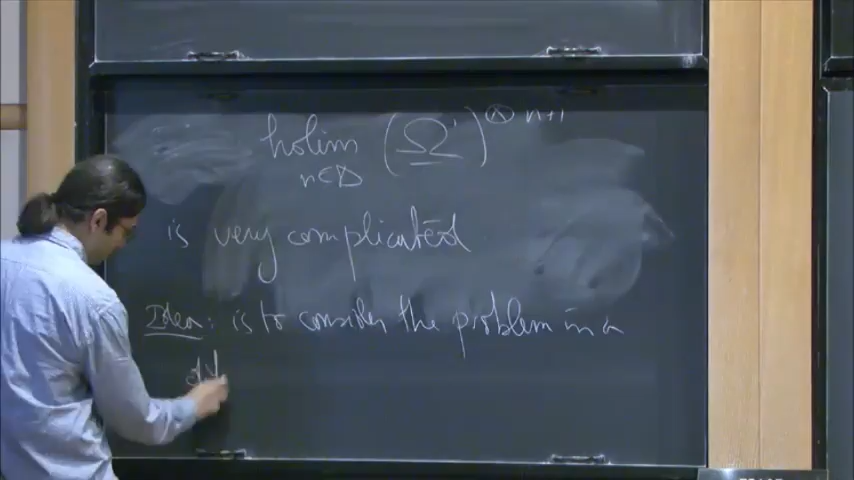 holim (Ω')^⊗ n+1
n∈Δ
is very complicated
Idea: is to consider the problem in a